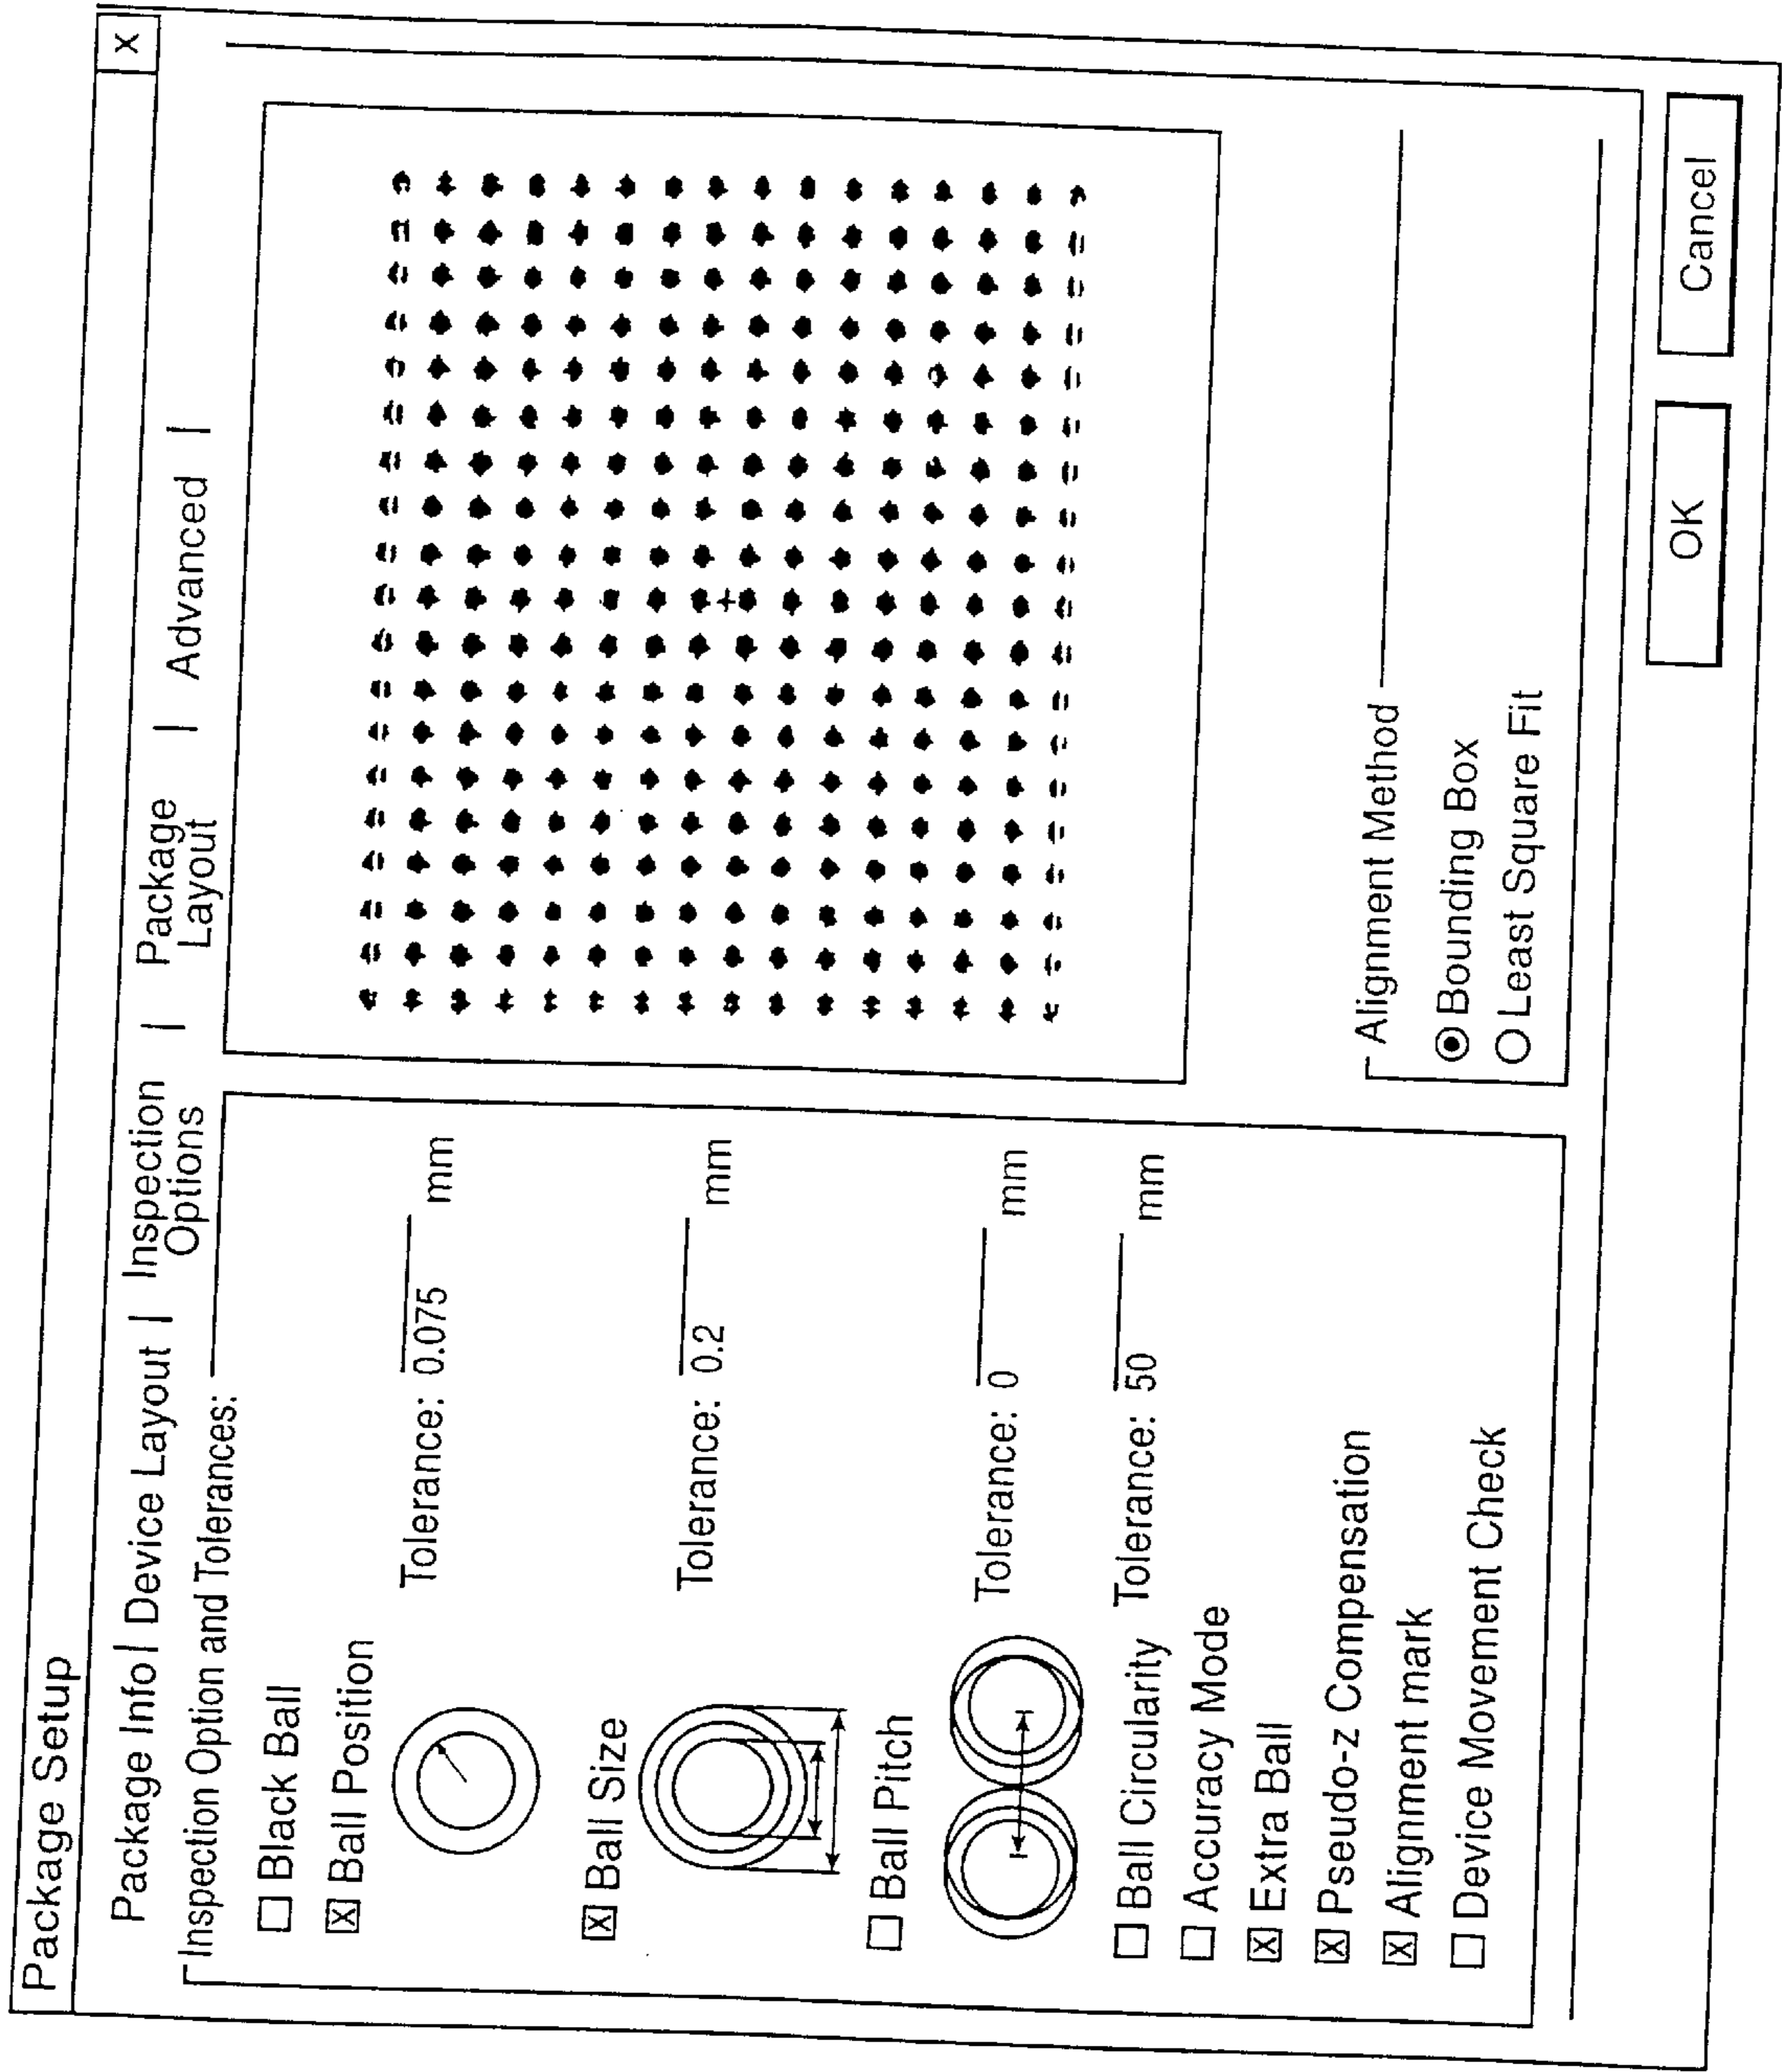 Package Setup
X
Package Info | Device Layout | Inspection Options | Package Layout | Advanced |
Inspection Option and Tolerances:
Black Ball
X Ball Position
Tolerance: 0.075 mm
X Ball Size
Tolerance: 0.2 mm
Ball Pitch
Tolerance: 0 mm
Ball Circularity Tolerance: 50 mm
Accuracy Mode
X Extra Ball
X Pseudo-z Compensation
X Alignment mark
Device Movement Check
Alignment Method
Bounding Box
Least Square Fit
OK
Cancel